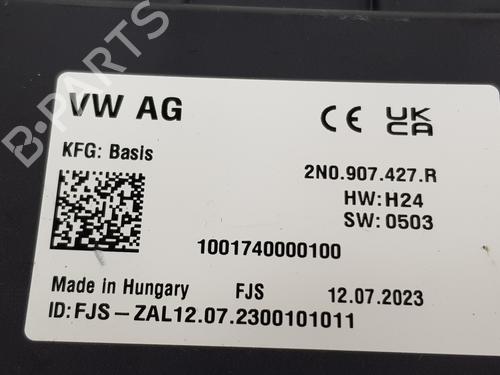 B-PARTS
VW AG
CE UK CA
KFG: Basis
2N0.907.427.R
HW:H24
SW:0503
1001740000100
Made in Hungary FJS 12.07.2023
ID:FJS–ZAL12.07.2300101011